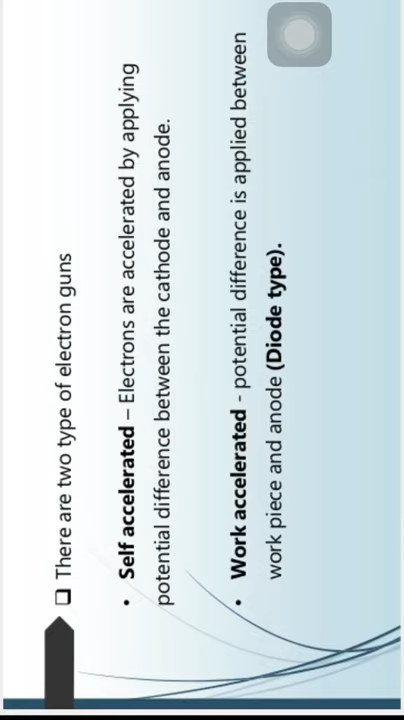 ❑ There are two type of electron guns
• Self accelerated – Electrons are accelerated by applying
potential difference between the cathode and anode.
• Work accelerated - potential difference is applied between
work piece and anode (Diode type).